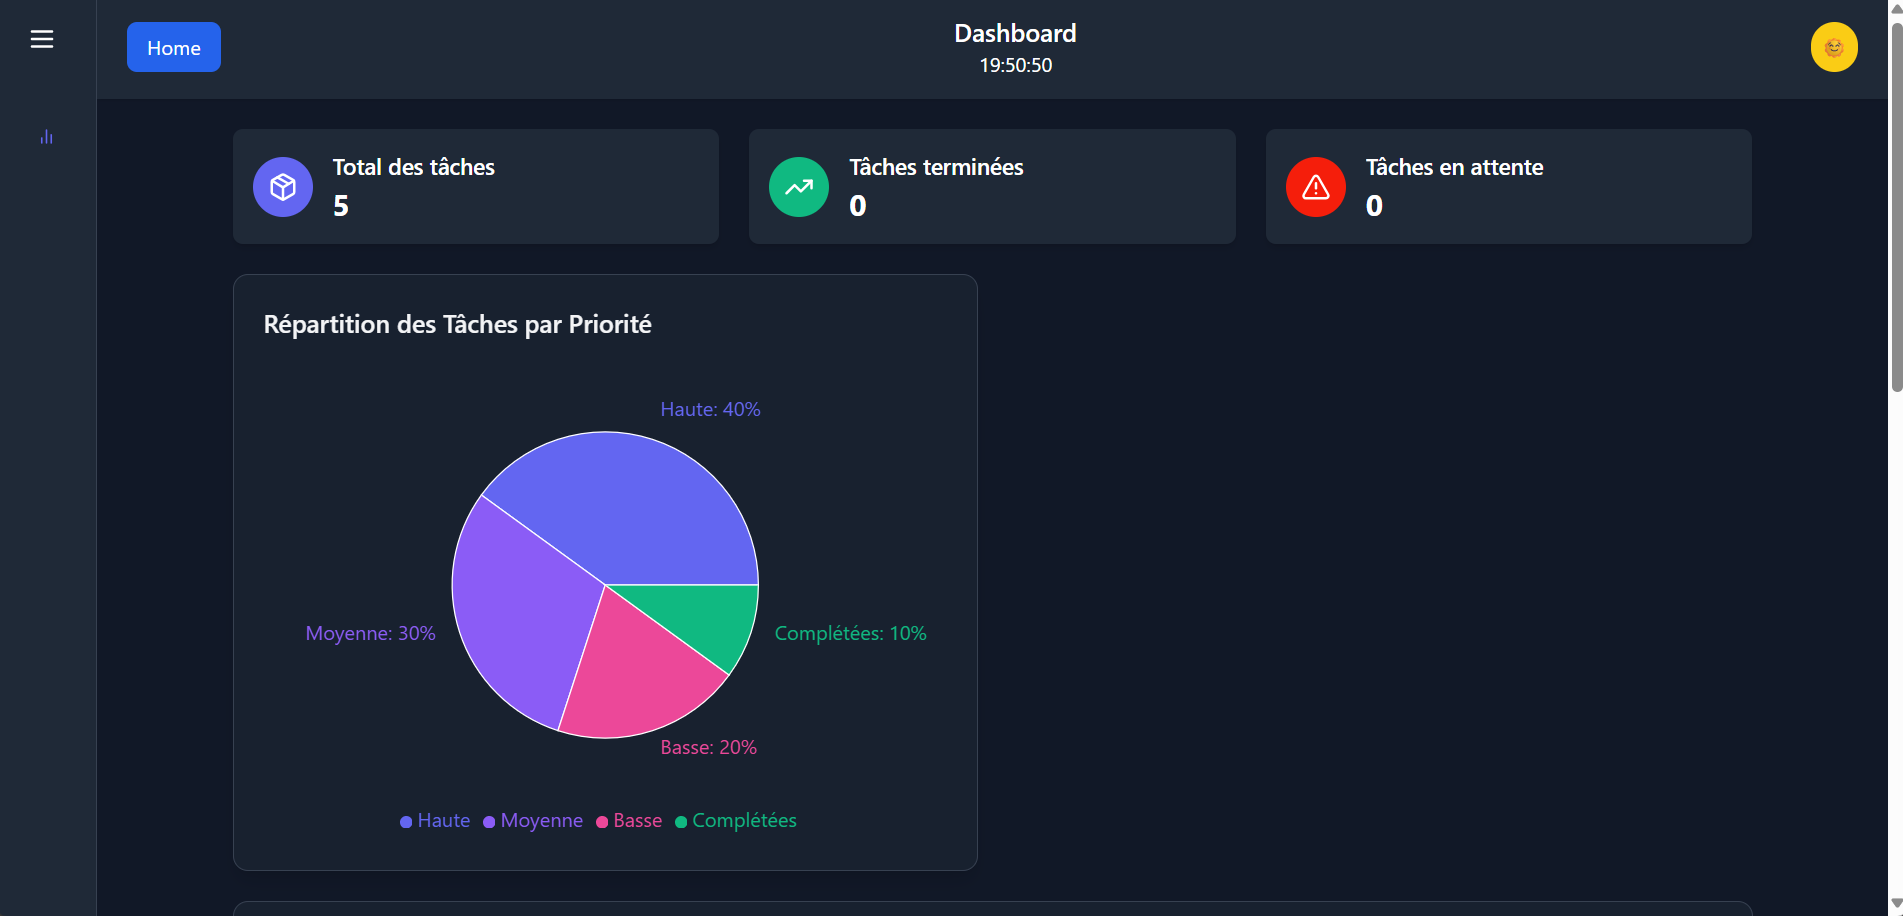 Home
Dashboard
19:50:50
Total des tâches
5
Tâches terminées
0
Tâches en attente
0
Répartition des Tâches par Priorité
Haute: 40%
Moyenne: 30%
Complétées: 10%
Basse: 20%
Haute Moyenne Basse Complétées